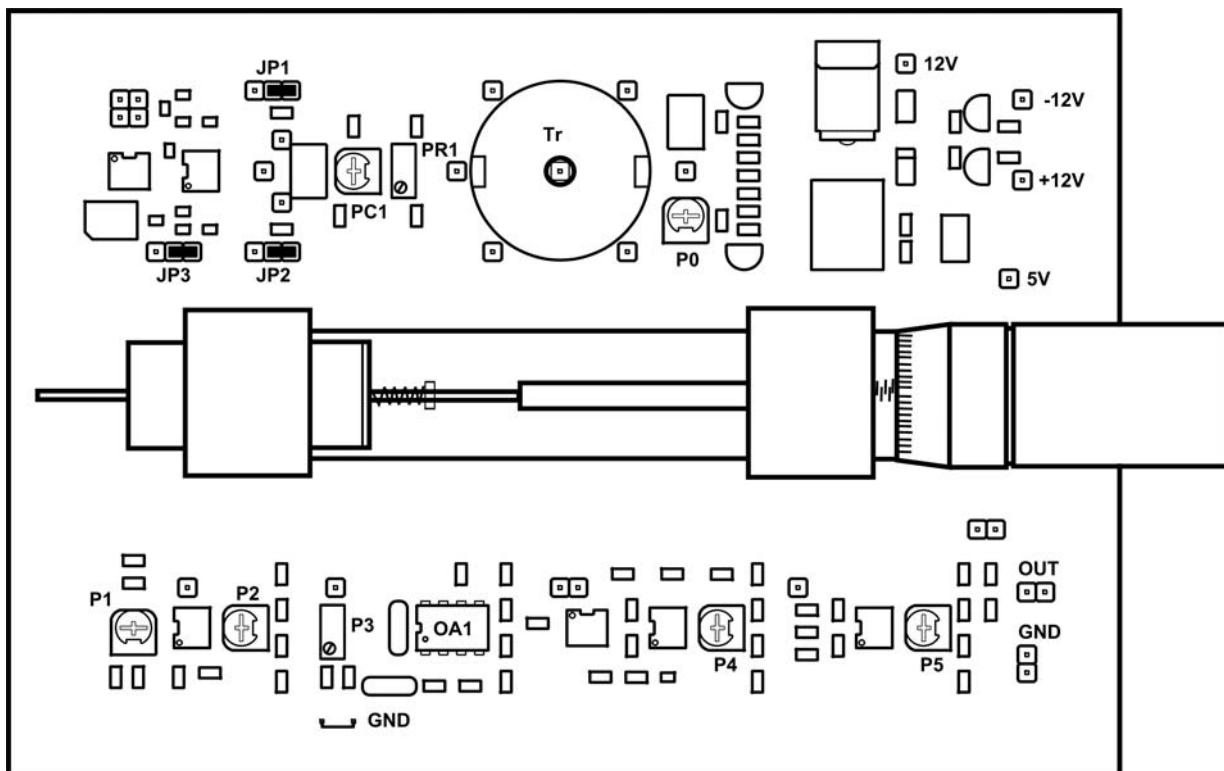 JP1
12V
-12V
Tr
PR1
+12V
PC1
P0
JP3
JP2
5V
OUT
P1
P2
P3
OA1
GND
P4
P5
GND